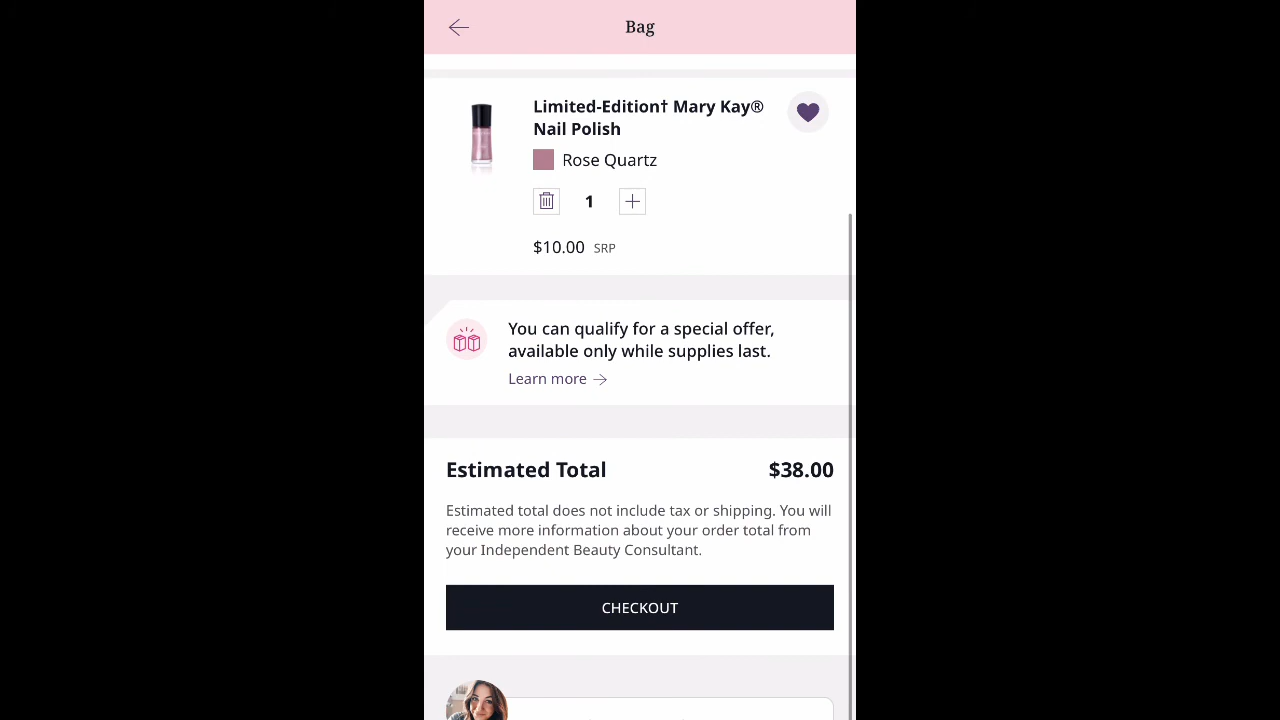 Bag
Limited-Edition† Mary Kay®
Nail Polish
Rose Quartz
1
$10.00 SRP
You can qualify for a special offer,
available only while supplies last.
Learn more
Estimated Total $38.00
Estimated total does not include tax or shipping. You will
receive more information about your order total from
your Independent Beauty Consultant.
CHECKOUT